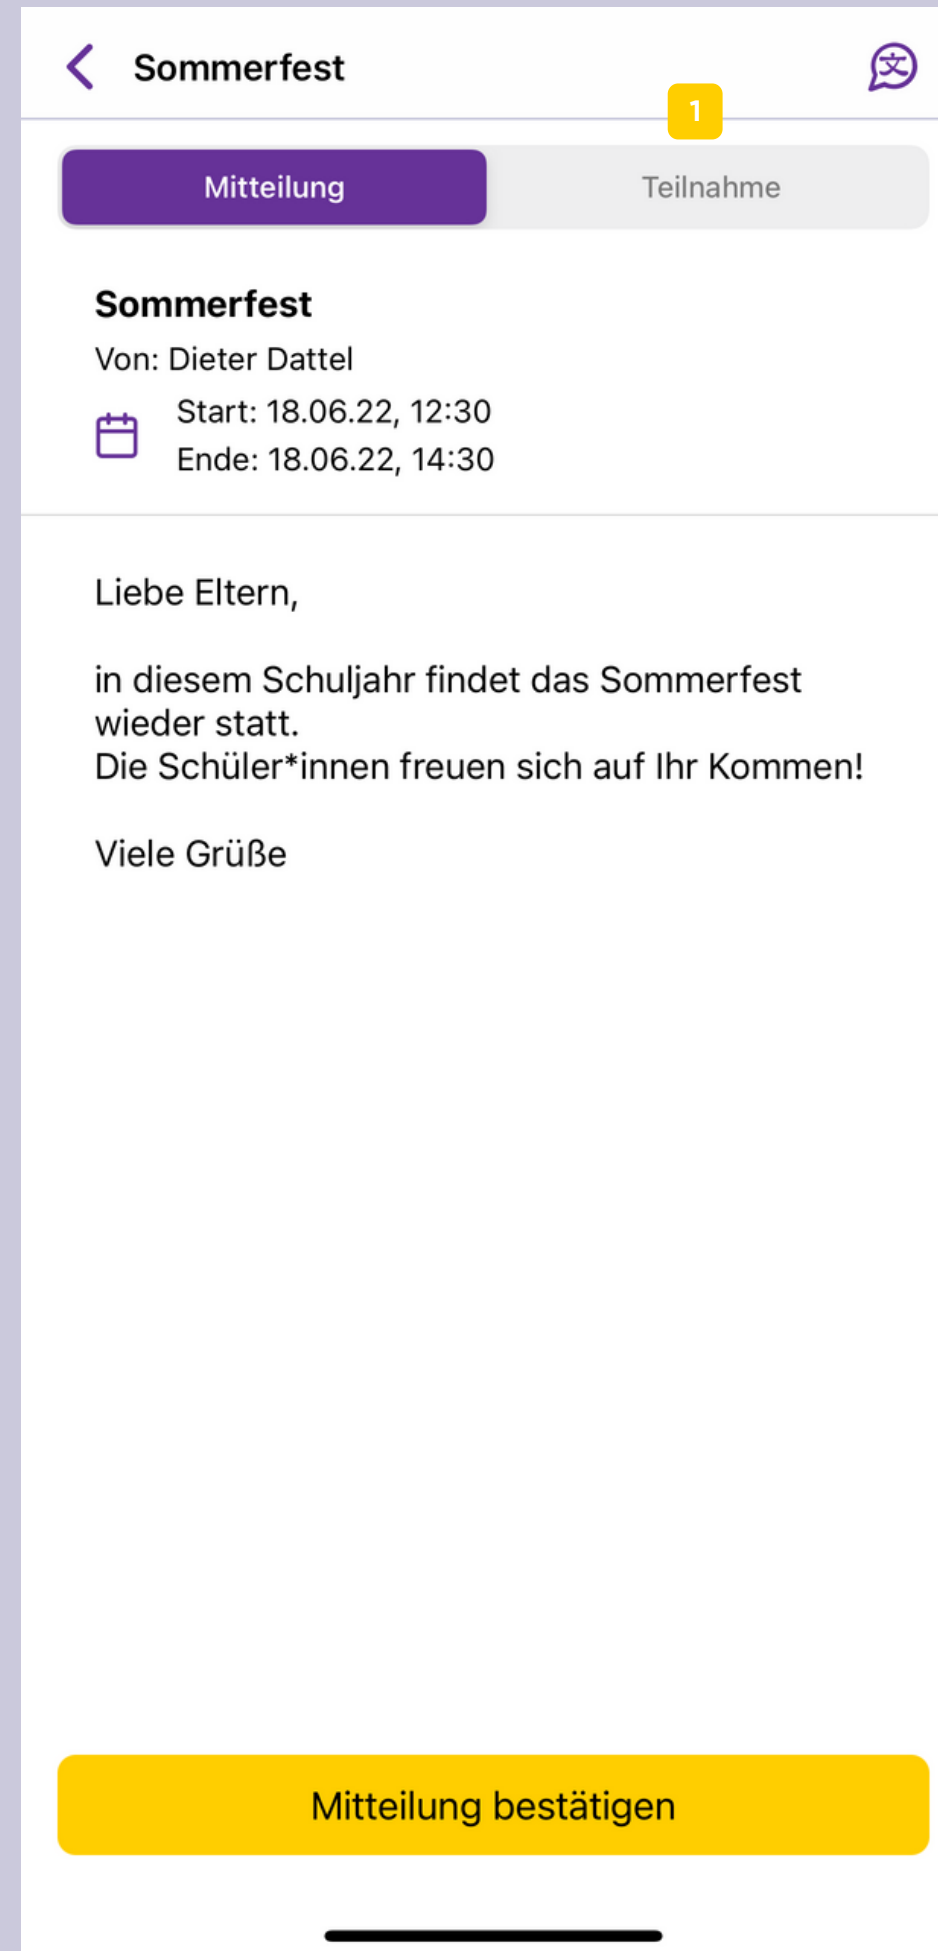 Sommerfest
1
Mitteilung
Teilnahme
Sommerfest
Von: Dieter Dattel
Start: 18.06.22, 12:30
Ende: 18.06.22, 14:30
Liebe Eltern,
in diesem Schuljahr findet das Sommerfest
wieder statt.
Die Schüler*innen freuen sich auf Ihr Kommen!
Viele Grüße
Mitteilung bestätigen